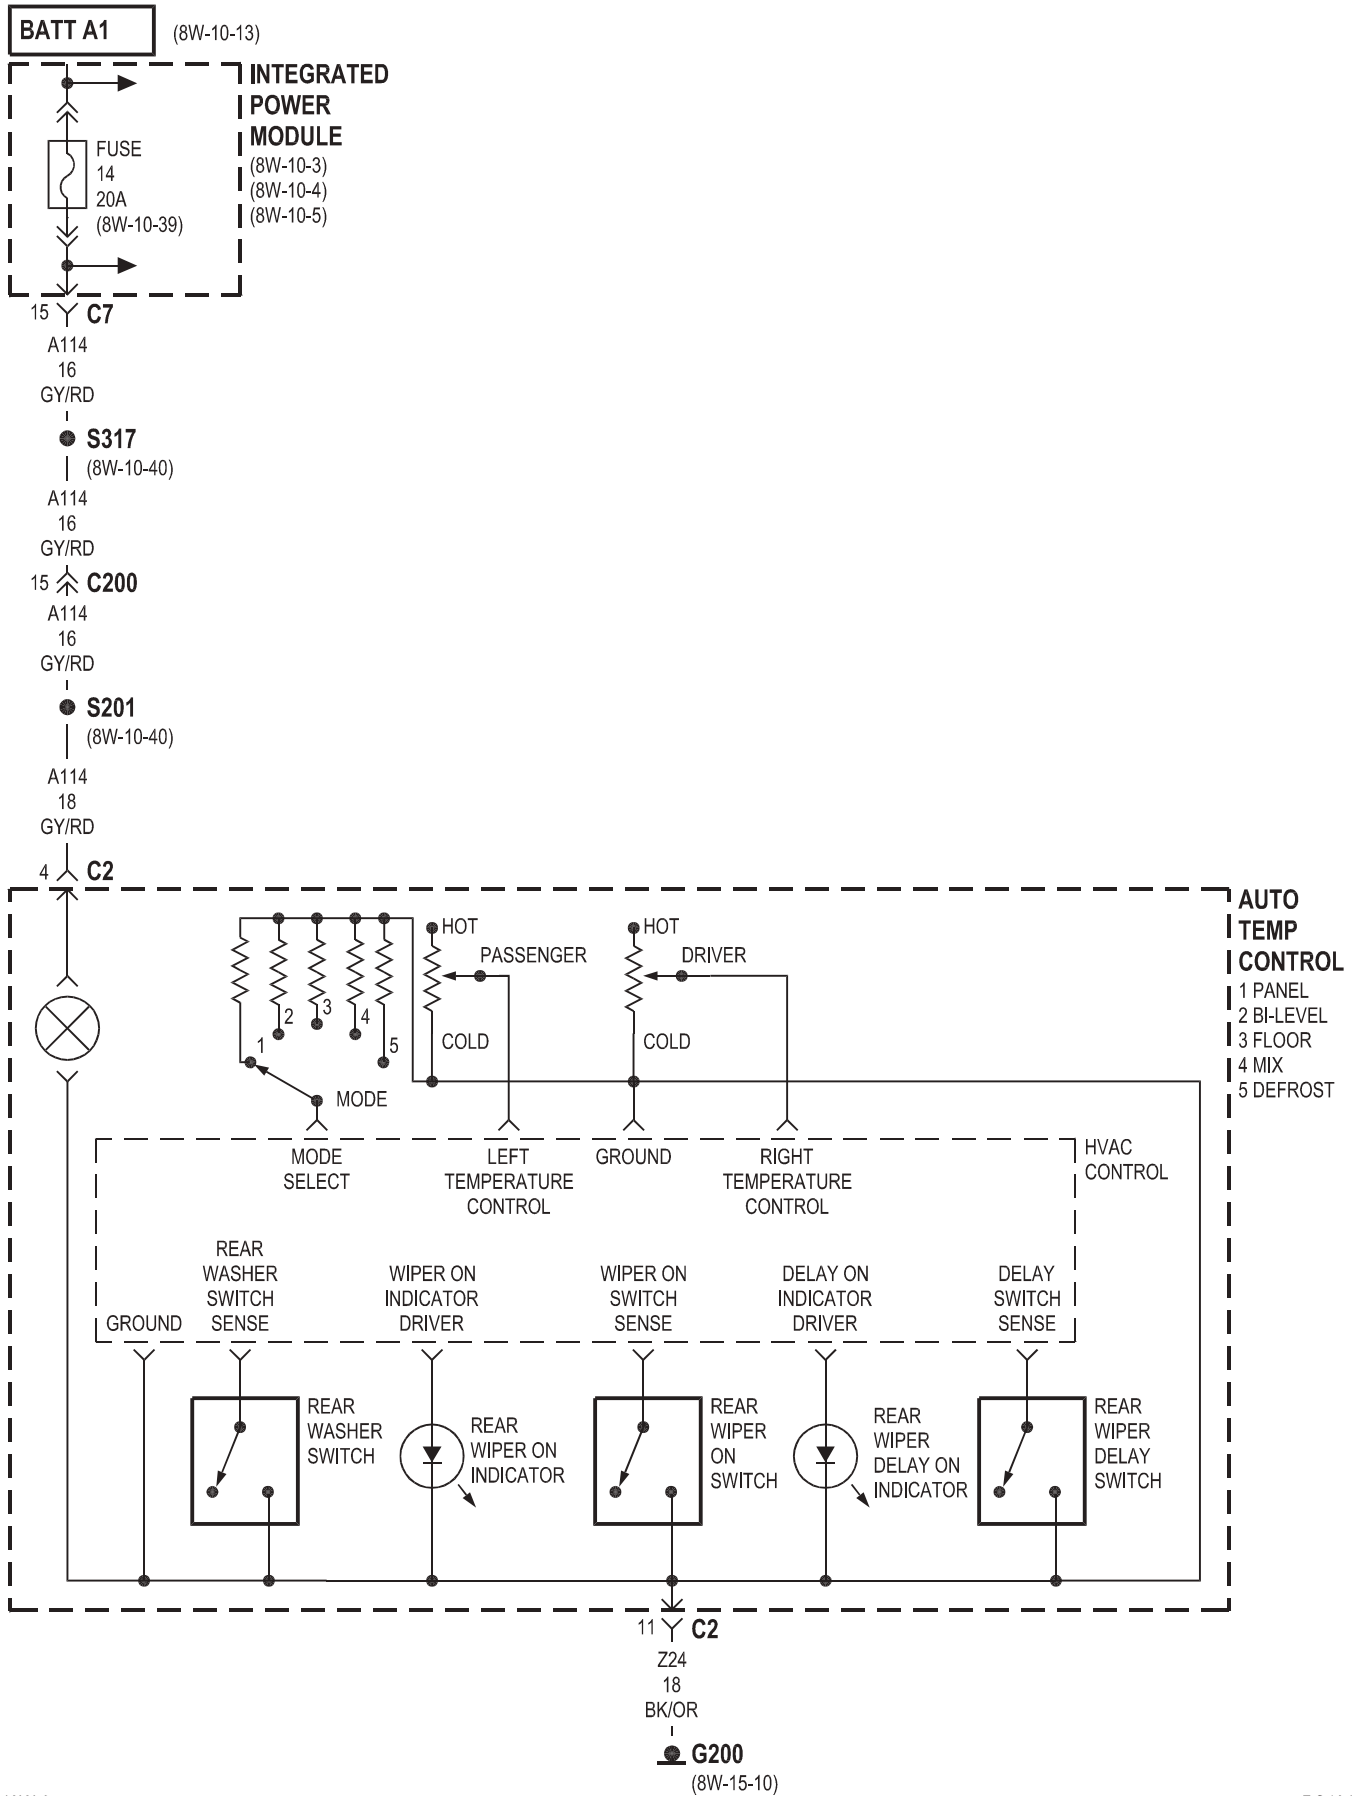 BATT A1
(8W-10-13)
INTEGRATED
POWER
MODULE
(8W-10-3)
(8W-10-4)
(8W-10-5)
FUSE
14
20A
(8W-10-39)
15
C7
A114
16
GY/RD
S317
(8W-10-40)
A114
16
GY/RD
15
C200
A114
16
GY/RD
S201
(8W-10-40)
A114
18
GY/RD
4
C2
AUTO
TEMP
CONTROL
1 PANEL
2 BI-LEVEL
3 FLOOR
4 MIX
5 DEFROST
HOT
PASSENGER
COLD
HOT
DRIVER
COLD
1
2
3
4
5
MODE
MODE
SELECT
LEFT
TEMPERATURE
CONTROL
GROUND
RIGHT
TEMPERATURE
CONTROL
HVAC
CONTROL
GROUND
REAR
WASHER
SWITCH
SENSE
WIPER ON
INDICATOR
DRIVER
WIPER ON
SWITCH
SENSE
DELAY ON
INDICATOR
DRIVER
DELAY
SWITCH
SENSE
REAR
WASHER
SWITCH
REAR
WIPER ON
INDICATOR
REAR
WIPER
ON
SWITCH
REAR
WIPER
DELAY ON
INDICATOR
REAR
WIPER
DELAY
SWITCH
11
C2
Z24
18
BK/OR
G200
(8W-15-10)